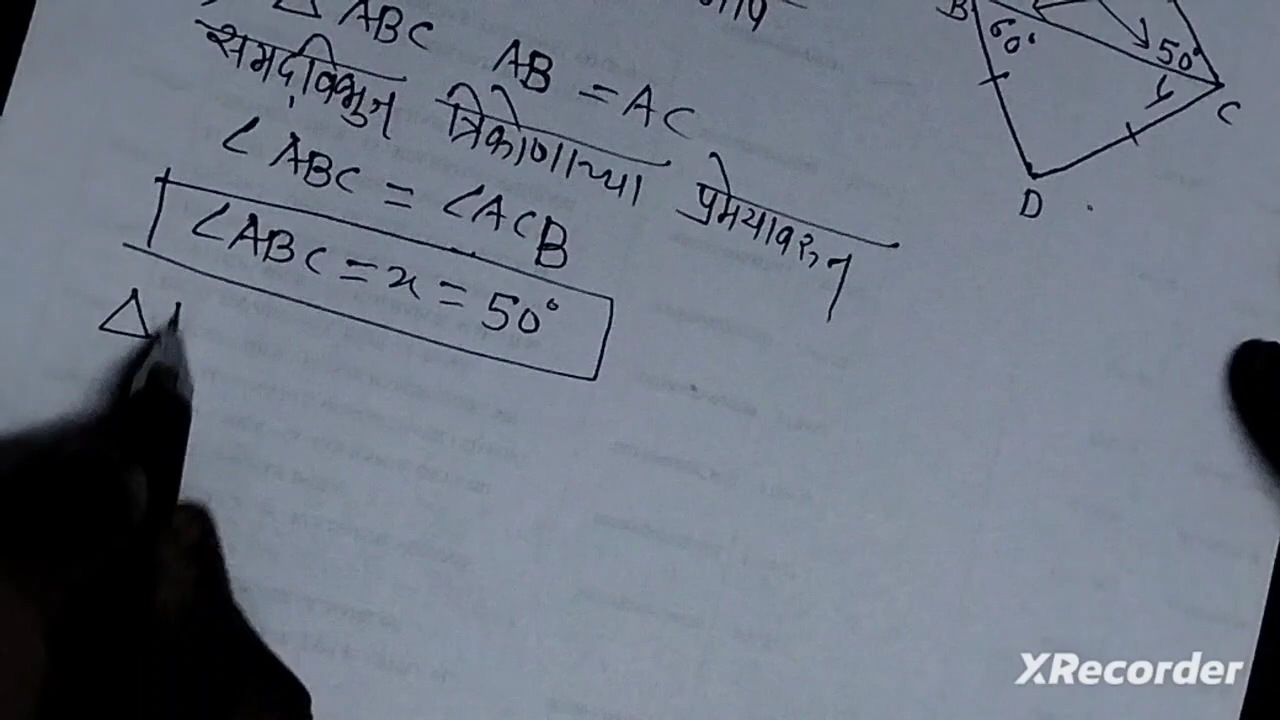 △ ABC AB = AC
समद्विभुज त्रिकोणाच्या प्रमेयावरून
∠ABC = ∠ACB
∠ABC = x = 50°
△
B
60°
50°
y
C
D
XRecorder